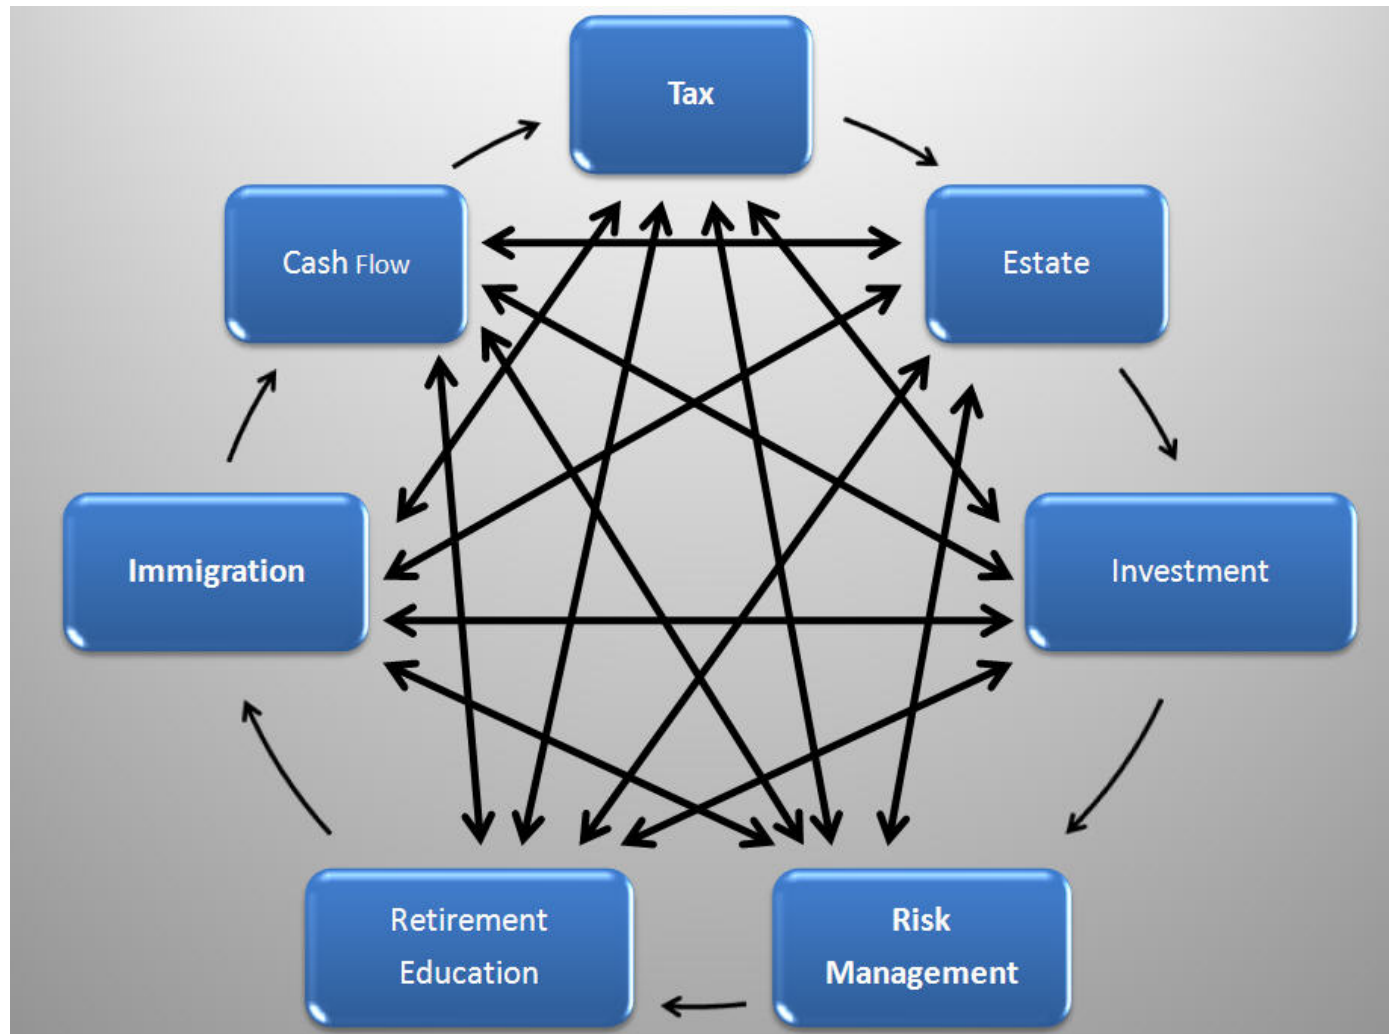 Tax
Cash Flow
Estate
Immigration
Investment
Retirement
Education
Risk
Management